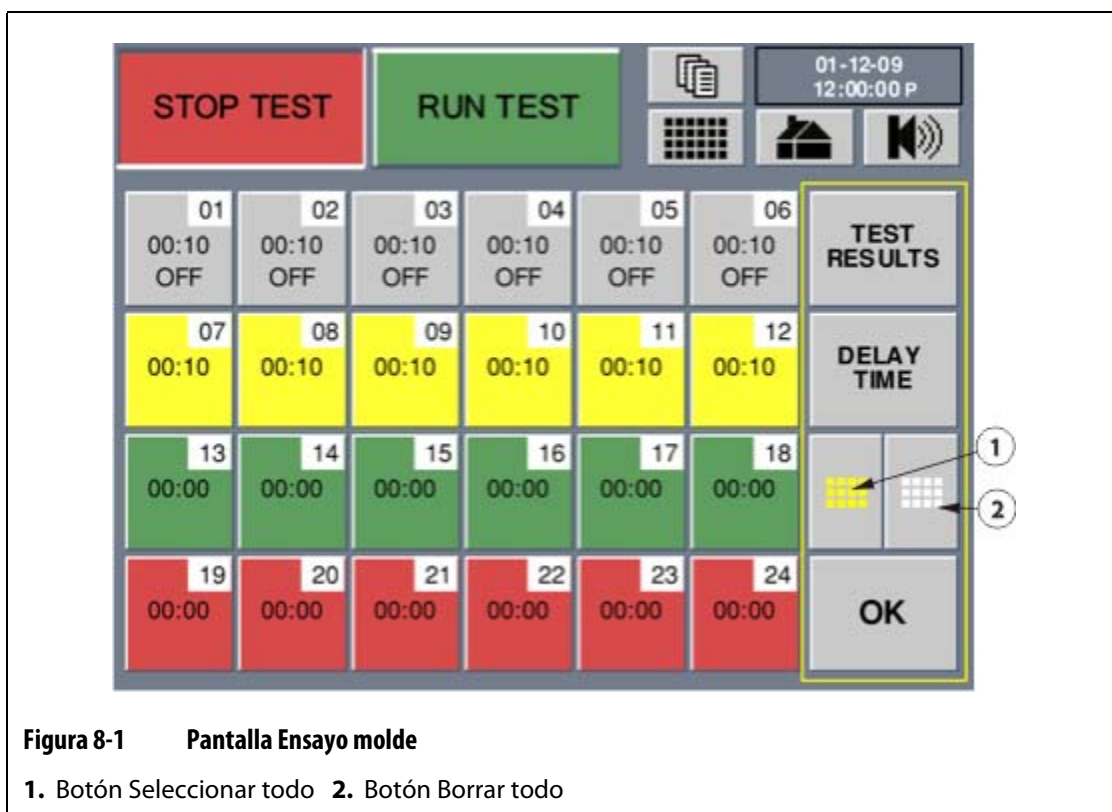 STOP TEST
RUN TEST
01-12-09
12:00:00 P
01 02 03 04 05 06
00:10 00:10 00:10 00:10 00:10 00:10
OFF OFF OFF OFF OFF OFF
TEST
RESULTS
07 08 09 10 11 12
00:10 00:10 00:10 00:10 00:10 00:10
DELAY
TIME
13 14 15 16 17 18
00:00 00:00 00:00 00:00 00:00 00:00
1
2
19 20 21 22 23 24
00:00 00:00 00:00 00:00 00:00 00:00
OK
Figura 8-1 Pantalla Ensayo molde
1. Botón Seleccionar todo 2. Botón Borrar todo